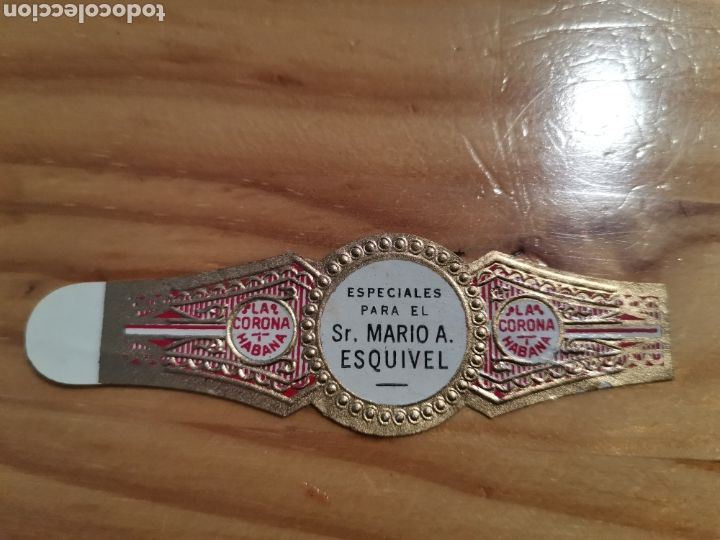 todocoleccion
ESPECIALES
PARA EL
Sr. MARIO A.
ESQUIVEL
LA
CORONA
HABANA
LA
CORONA
HABANA